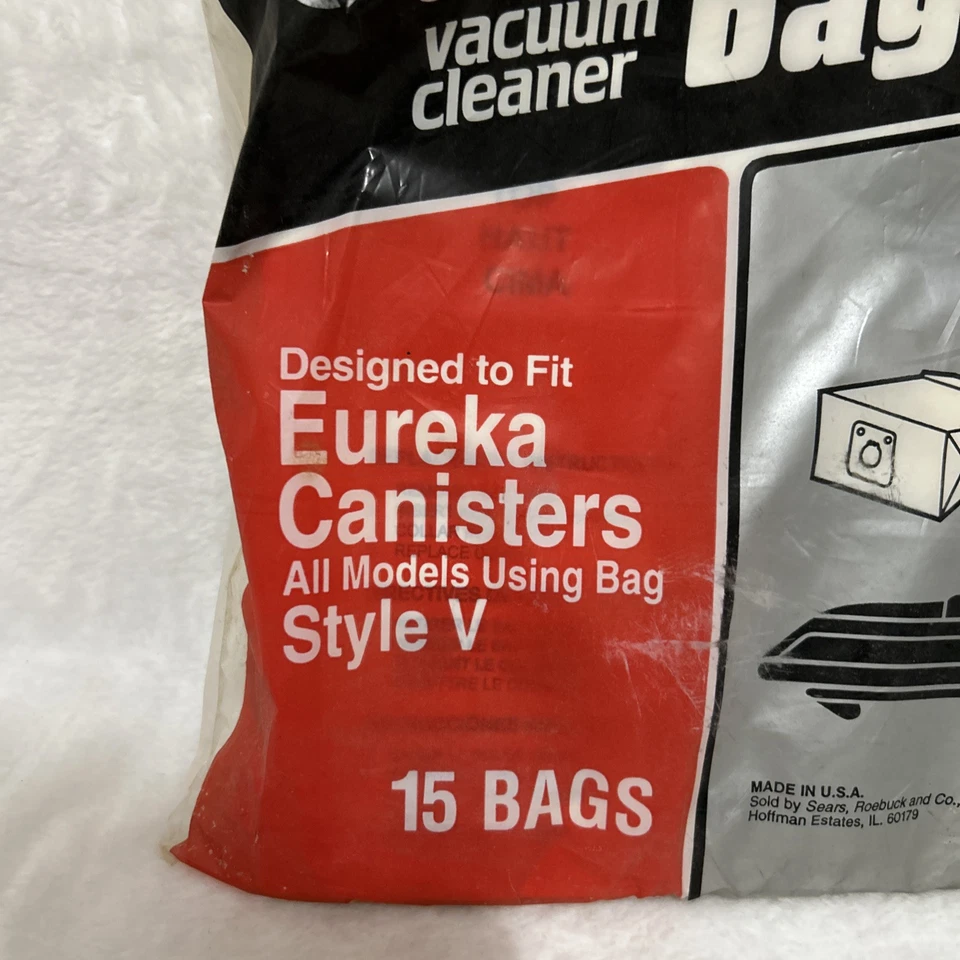 vacuum
cleaner
bag
Designed to Fit
Eureka
Canisters
All Models Using Bag
Style V
15 BAGS
MADE IN U.S.A.
Sold by Sears, Roebuck and Co.,
Hoffman Estates, IL. 60179